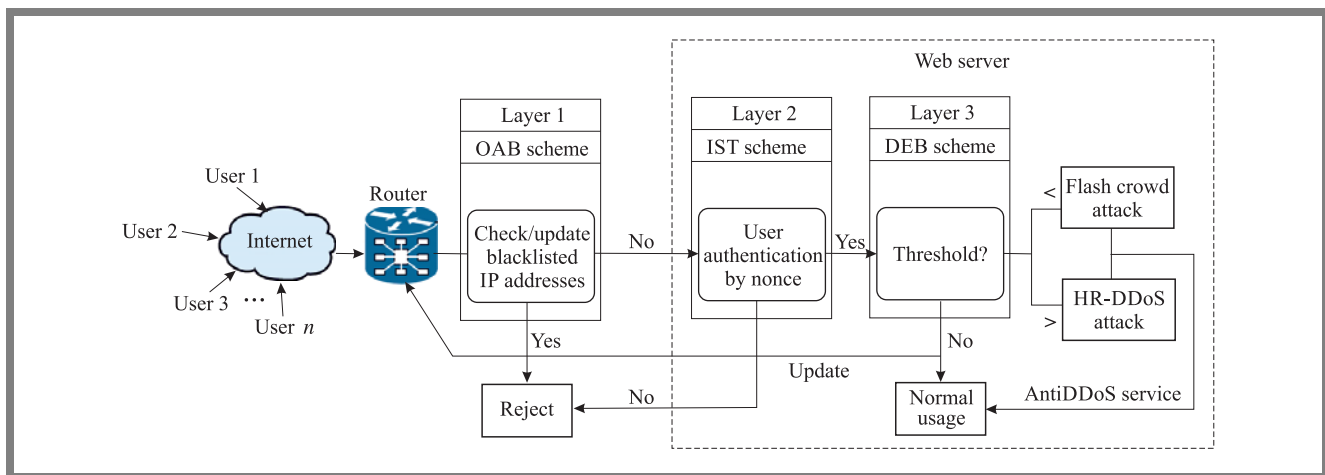 Web server
Layer 1
OAB scheme
Layer 2
IST scheme
Layer 3
DEB scheme
User 1
User 2
User 3
...
User n
Internet
Router
Check/update
blacklisted
IP addresses
No
User
authentication
by nonce
Yes
Threshold?
<
Flash crowd
attack
>
HR-DDoS
attack
Yes
No
Update
Reject
No
Normal
usage
AntiDDoS service